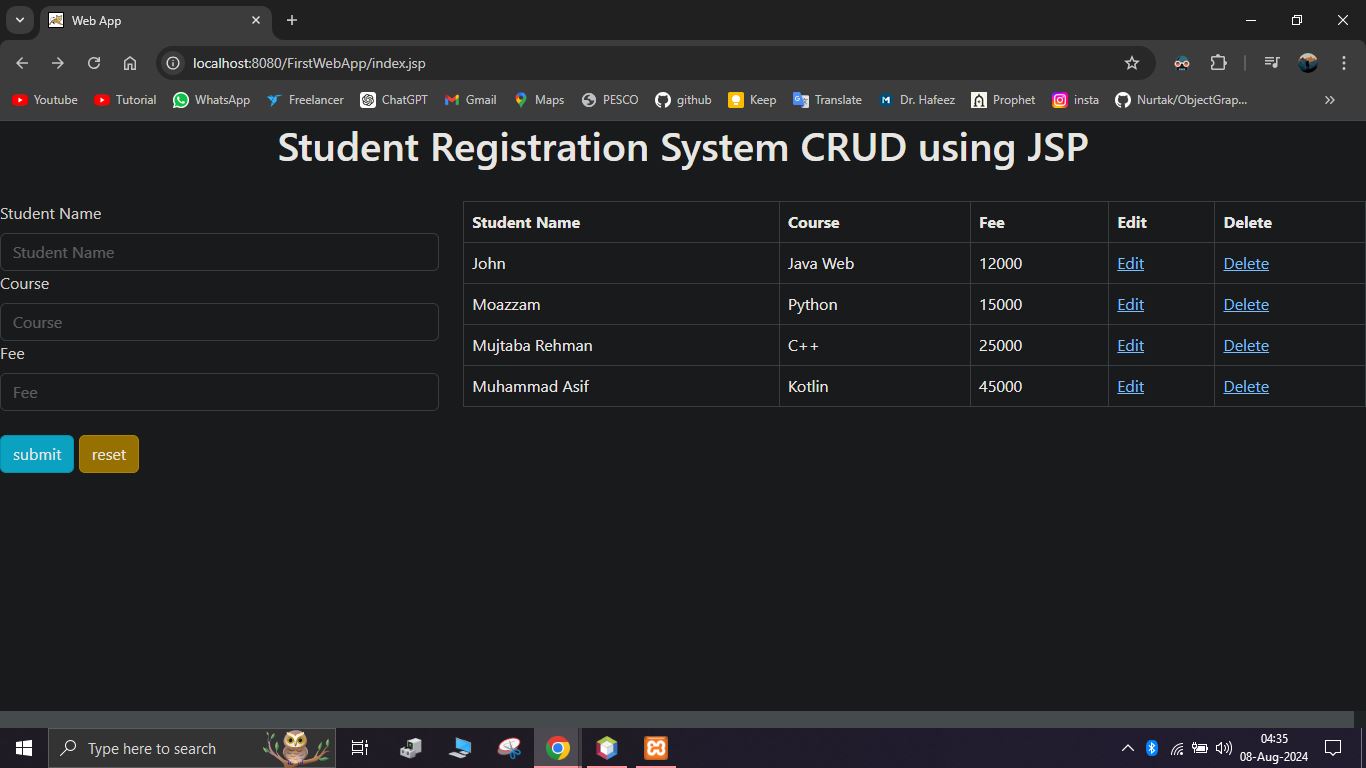 Web App
localhost:8080/FirstWebApp/index.jsp
Youtube Tutorial WhatsApp Freelancer ChatGPT Gmail Maps PESCO github Keep Translate Dr. Hafeez Prophet insta Nurtak/ObjectGrap...
Student Registration System CRUD using JSP
Student Name
Student Name
Course
Course
Fee
Fee
submit reset
Student Name Course Fee Edit Delete
John Java Web 12000 Edit Delete
Moazzam Python 15000 Edit Delete
Mujtaba Rehman C++ 25000 Edit Delete
Muhammad Asif Kotlin 45000 Edit Delete
Type here to search
04:35
08-Aug-2024